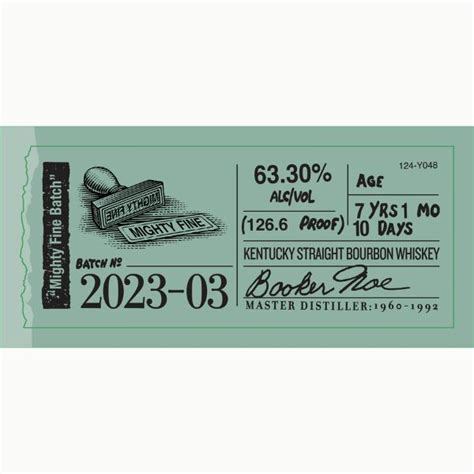 "Mighty Fine Batch"
MIGHTY FINE
MIGHTY FINE
BATCH Nº
2023-03
63.30%
ALC/VOL
(126.6 PROOF)
124-Y048
AGE
7 YRS 1 MO
10 DAYS
KENTUCKY STRAIGHT BOURBON WHISKEY
Booker Noe
MASTER DISTILLER: 1960-1992